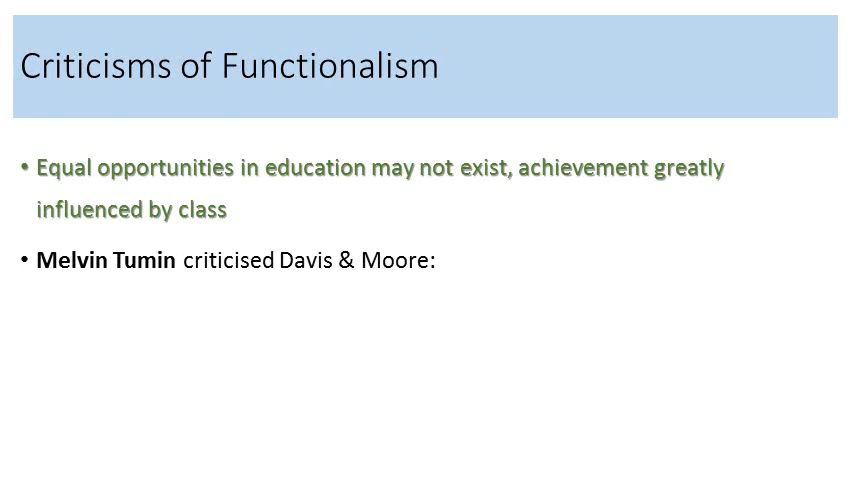 Criticisms of Functionalism
• Equal opportunities in education may not exist, achievement greatly
influenced by class
• Melvin Tumin criticised Davis & Moore: